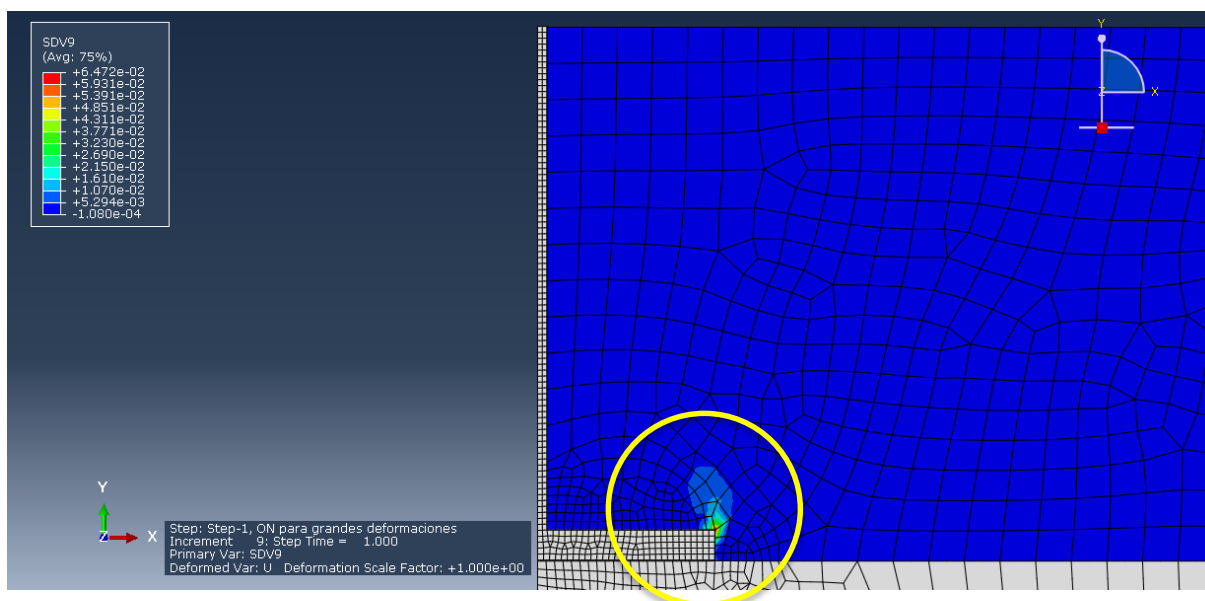 SDV9
(Avg: 75%)
+6.472e-02
+5.931e-02
+5.391e-02
+4.851e-02
+4.311e-02
+3.771e-02
+3.230e-02
+2.690e-02
+2.150e-02
+1.610e-02
+1.070e-02
+5.294e-03
-1.080e-04
Y
Z X
Y
Z X
Step: Step-1, ON para grandes deformaciones
Increment 9: Step Time = 1.000
Primary Var: SDV9
Deformed Var: U Deformation Scale Factor: +1.000e+00